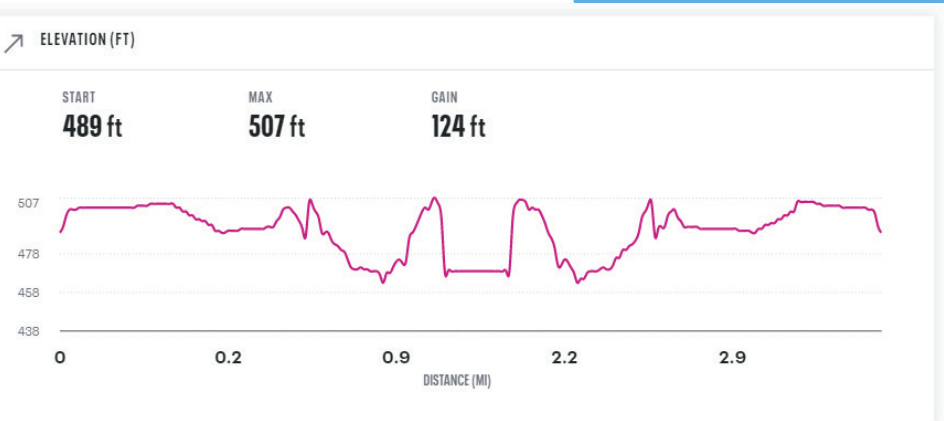 ELEVATION (FT)
START MAX GAIN
489 ft 507 ft 124 ft
507
478
458
438
0 0.2 0.9 2.2 2.9
DISTANCE (MI)